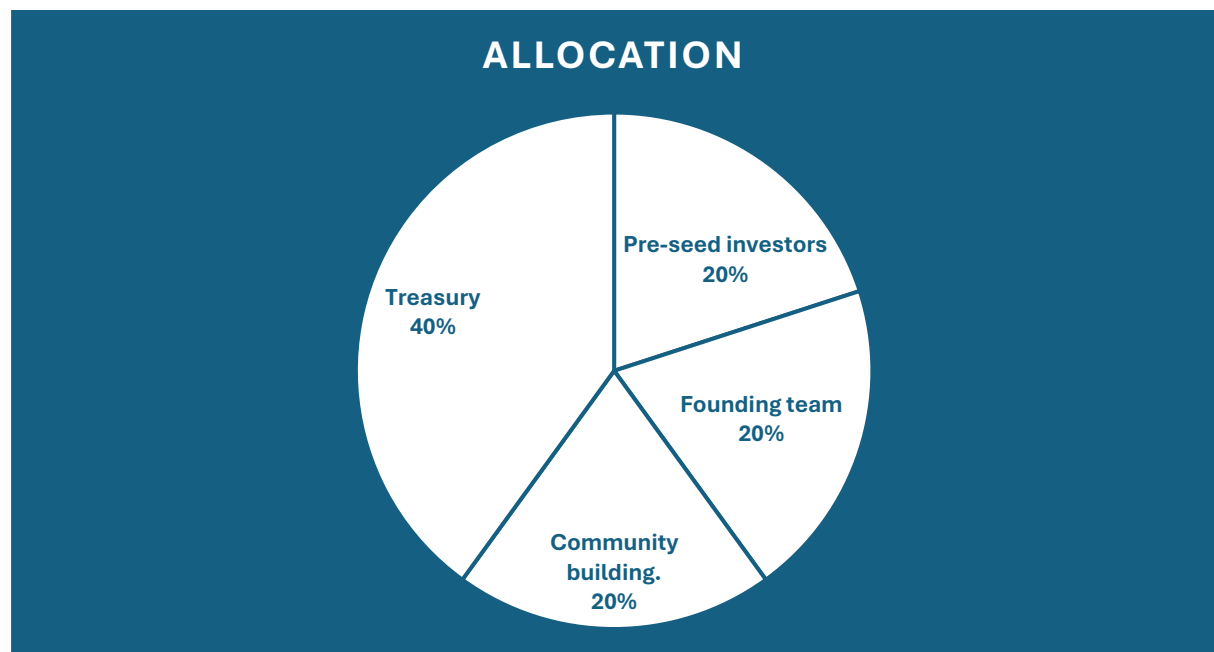 ALLOCATION
Pre-seed investors
20%
Treasury
40%
Founding team
20%
Community
building.
20%